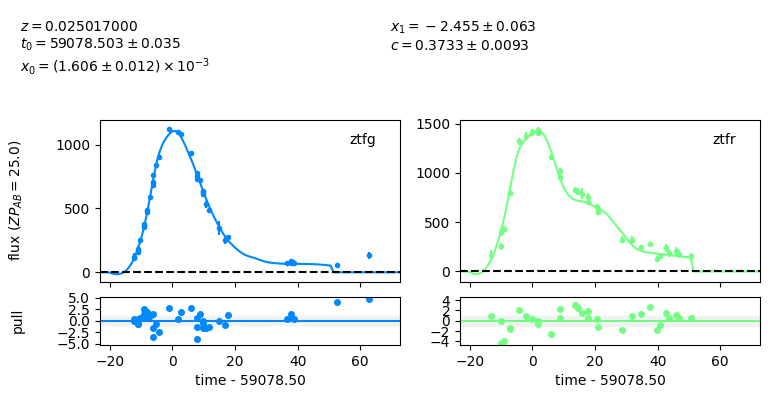 z = 0.025017000
t₀ = 59078.503 ± 0.035
x₀ = (1.606 ± 0.012) × 10⁻³
x₁ = −2.455 ± 0.063
c = 0.3733 ± 0.0093
flux (ZP_AB = 25.0)
1000
500
0
ztfg
1500
1000
500
0
ztfr
pull
5.0
2.5
0.0
−2.5
−5.0
−20 0 20 40 60
time - 59078.50
4
2
0
−2
−4
−20 0 20 40 60
time - 59078.50